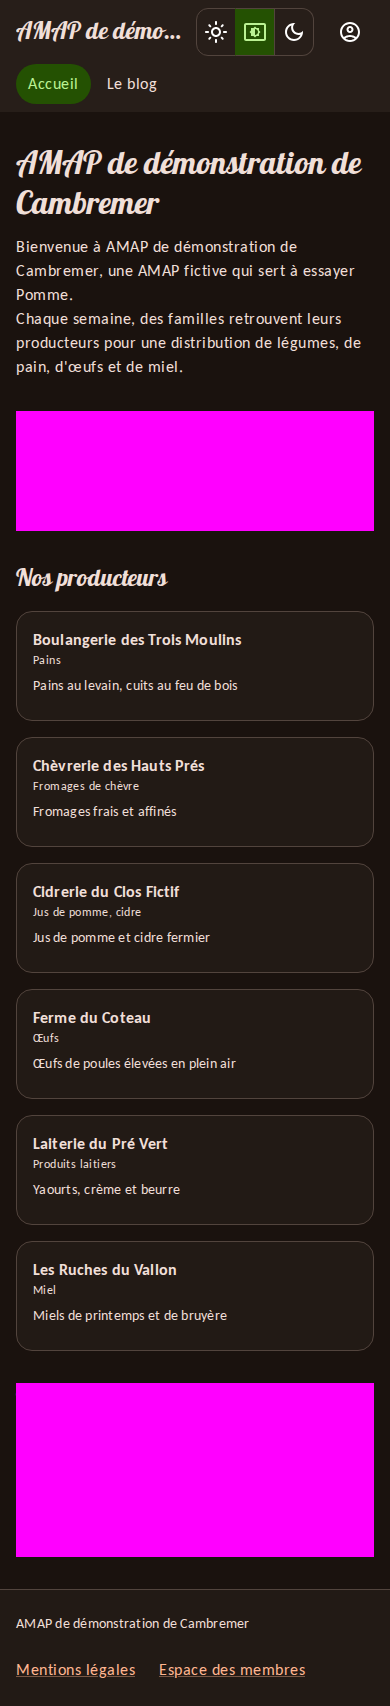 AMAP de démo...
Accueil
Le blog
AMAP de démonstration de
Cambremer
Bienvenue à AMAP de démonstration de
Cambremer, une AMAP fictive qui sert à essayer
Pomme.
Chaque semaine, des familles retrouvent leurs
producteurs pour une distribution de légumes, de
pain, d'œufs et de miel.
Nos producteurs
Boulangerie des Trois Moulins
Pains
Pains au levain, cuits au feu de bois
Chèvrerie des Hauts Prés
Fromages de chèvre
Fromages frais et affinés
Cidrerie du Clos Fictif
Jus de pomme, cidre
Jus de pomme et cidre fermier
Ferme du Coteau
Œufs
Œufs de poules élevées en plein air
Laiterie du Pré Vert
Produits laitiers
Yaourts, crème et beurre
Les Ruches du Vallon
Miel
Miels de printemps et de bruyère
AMAP de démonstration de Cambremer
Mentions légales
Espace des membres